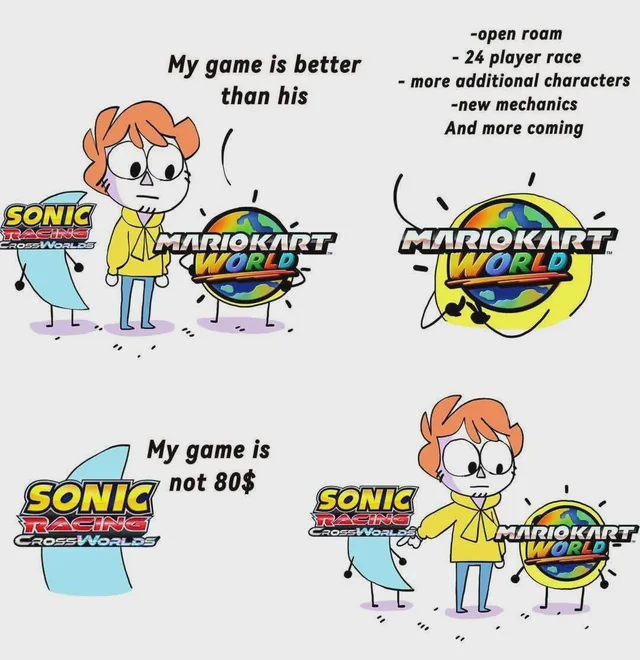 My game is better
than his
SONIC
RACING
CROSSWORLDS
MARIOKART
WORLD
-open roam
- 24 player race
- more additional characters
-new mechanics
And more coming
MARIOKART
WORLD
TM
My game is
not 80$
SONIC
RACING
CROSSWORLDS
SONIC
RACING
CROSSWORLDS
MARIOKART
WORLD